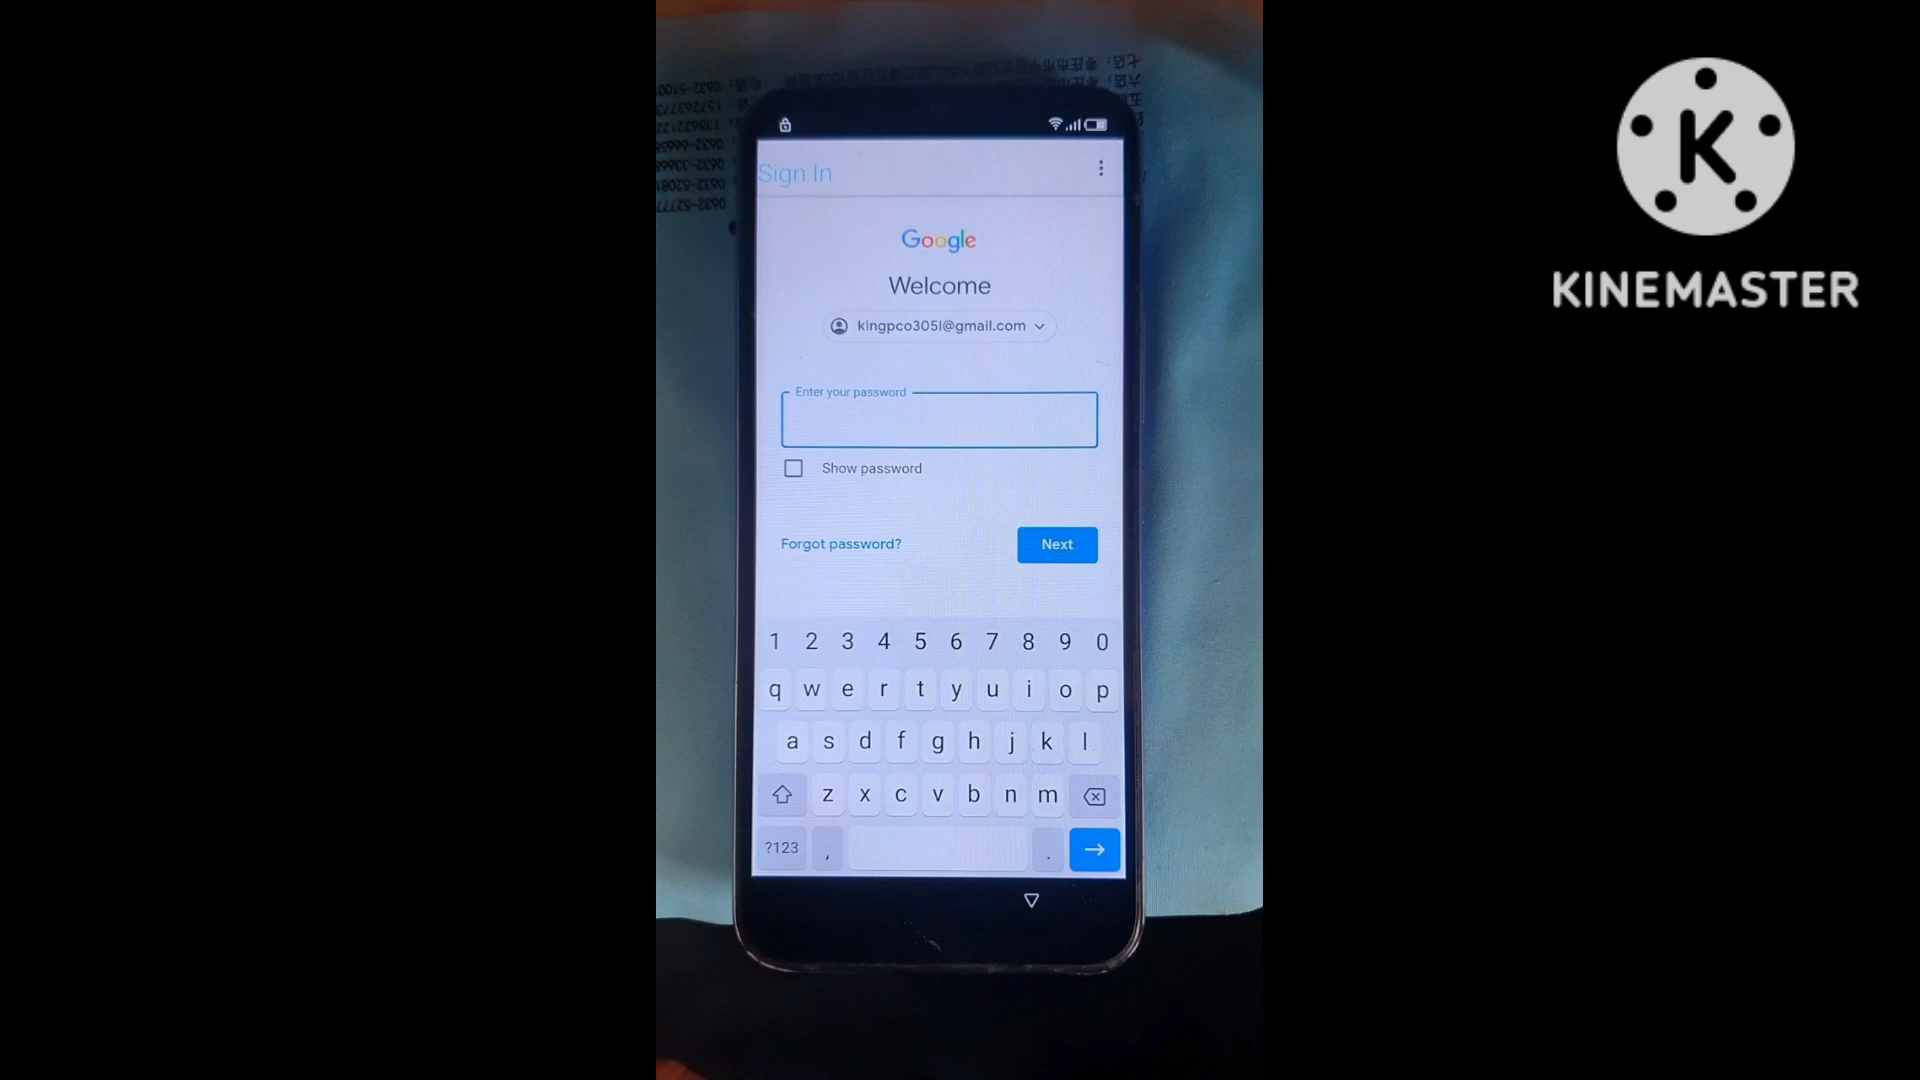 Sign In
Google
Welcome
kingpco305l@gmail.com
Enter your password
Show password
Forgot password?
Next
1 2 3 4 5 6 7 8 9 0
q w e r t y u i o p
a s d f g h j k l
z x c v b n m
?123 , .
K
KINEMASTER